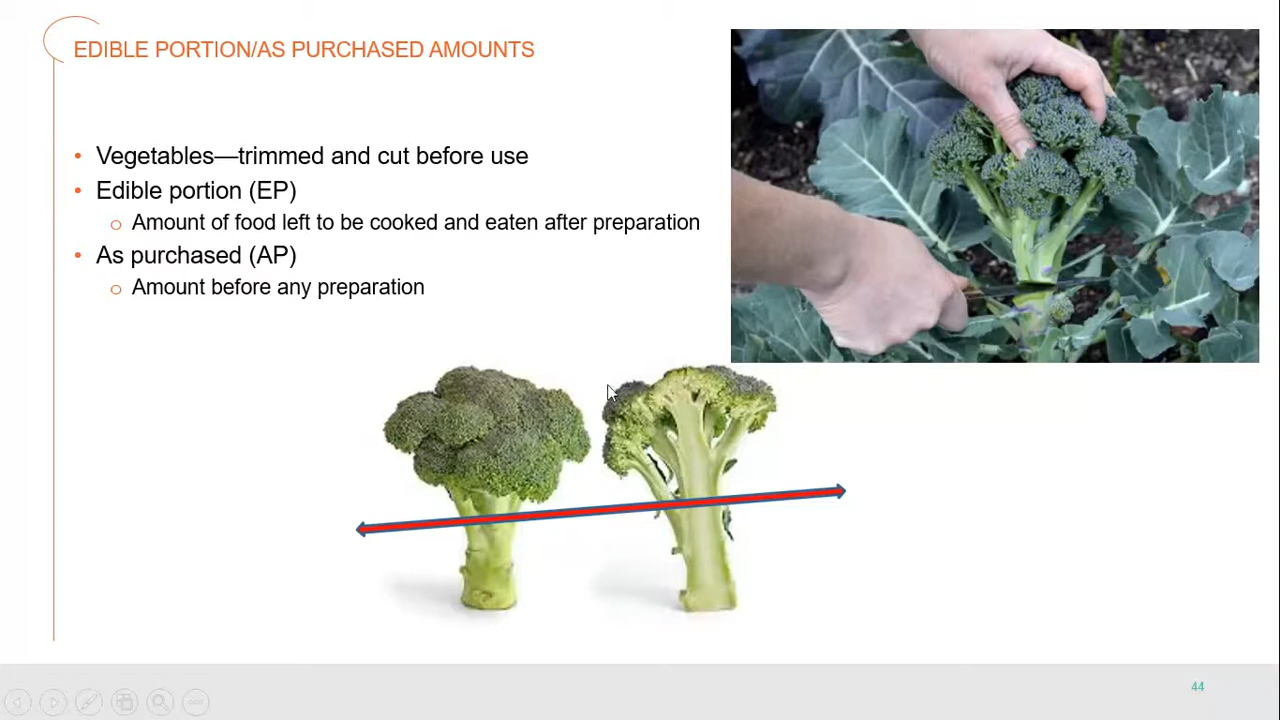 EDIBLE PORTION/AS PURCHASED AMOUNTS
• Vegetables—trimmed and cut before use
• Edible portion (EP)
o Amount of food left to be cooked and eaten after preparation
• As purchased (AP)
o Amount before any preparation
44